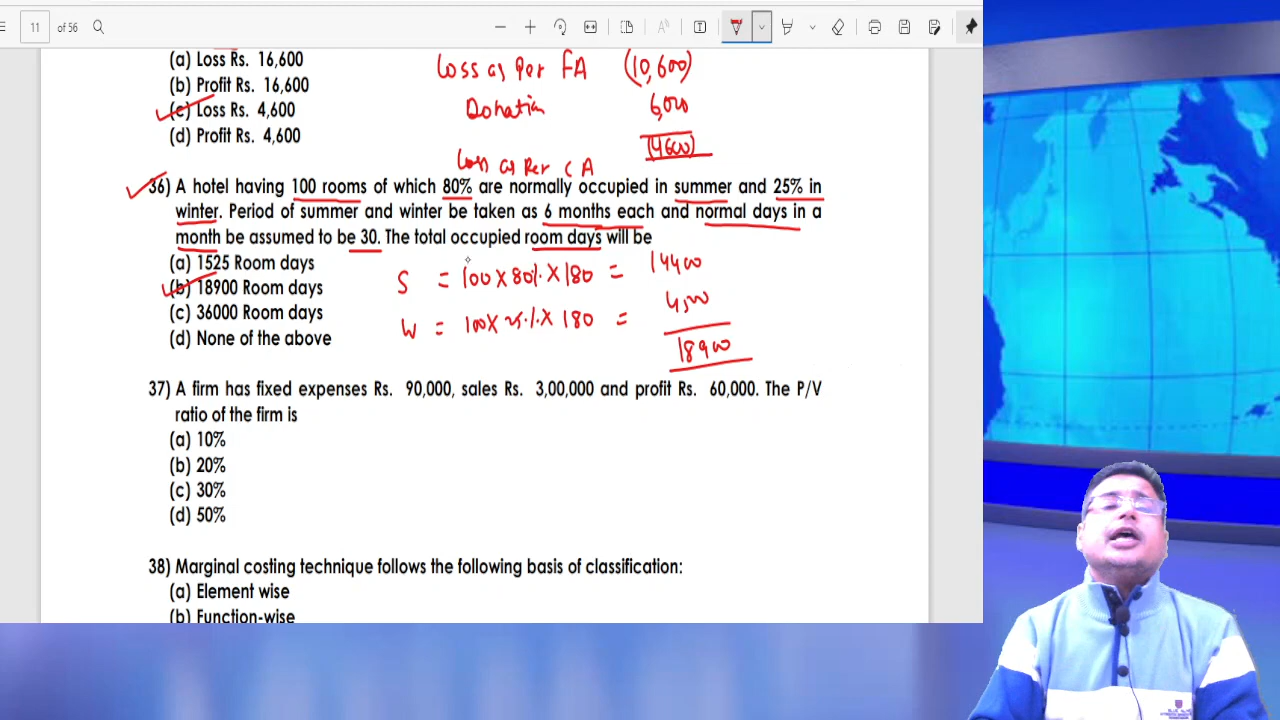 11 of 56
(a) Loss Rs. 16,600
Loss as Per FA (10,600)
(b) Profit Rs. 16,600
Donation 6,000
(c) Loss Rs. 4,600
(d) Profit Rs. 4,600
(4600)
Loss as Per CA
36) A hotel having 100 rooms of which 80% are normally occupied in summer and 25% in
winter. Period of summer and winter be taken as 6 months each and normal days in a
month be assumed to be 30. The total occupied room days will be
(a) 1525 Room days
S = 100 X 80% X 180 = 14400
(b) 18900 Room days
(c) 36000 Room days
W = 100 X 25% X 180 = 4500
(d) None of the above
18900
37) A firm has fixed expenses Rs. 90,000, sales Rs. 3,00,000 and profit Rs. 60,000. The P/V
ratio of the firm is
(a) 10%
(b) 20%
(c) 30%
(d) 50%
38) Marginal costing technique follows the following basis of classification:
(a) Element wise
(b) Function-wise